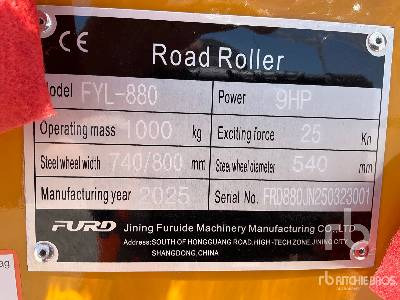 CE
Road Roller
Model FYL-880 Power 9HP
Operating mass 1000 kg Exciting force 25 Kn
Steel wheel width 740/800 mm Steel wheel diameter 540 mm
Manufacturing year 2025 Serial No. FRD880JN250323001
FURD Jining Furuide Machinery Manufacturing CO.,LTD
Address:SOUTH OF HONGGUANG ROAD,HIGH-TECH ZONE JINING CITY
SHANGDONG,CHINA
rb
RITCHIE BROS.